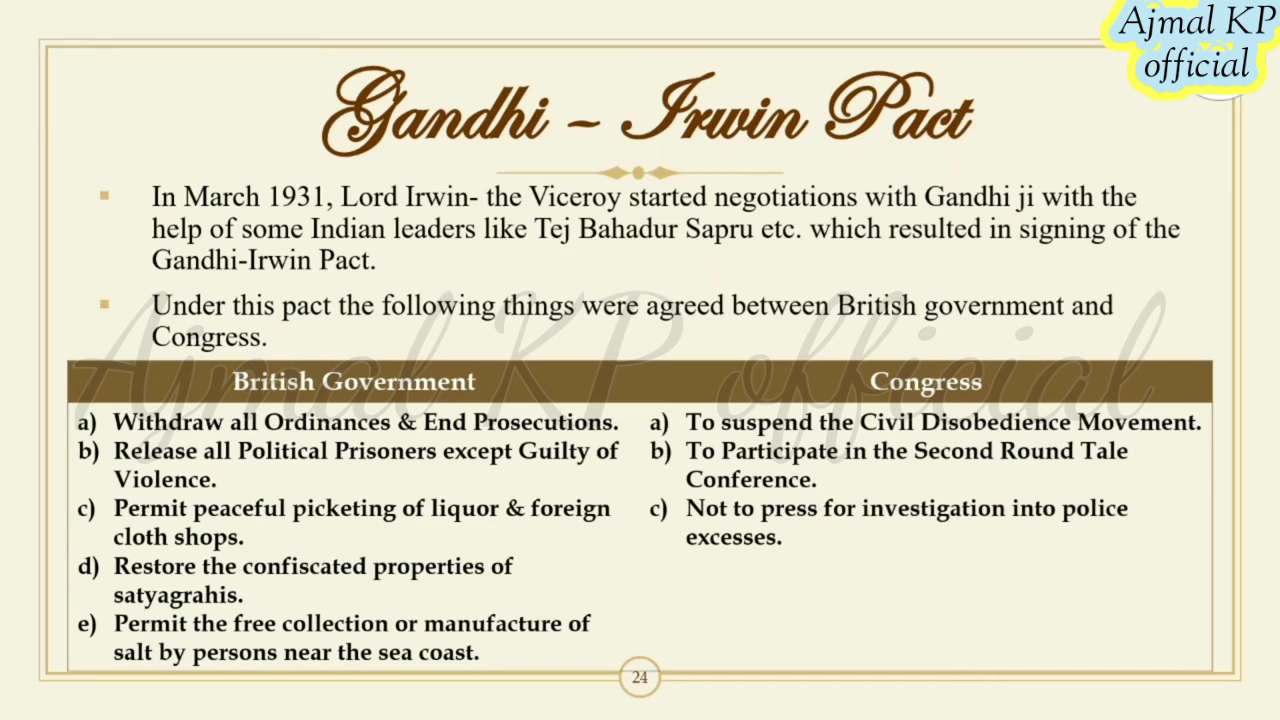 Ajmal KP
official
Gandhi - Irwin Pact
▪ In March 1931, Lord Irwin- the Viceroy started negotiations with Gandhi ji with the
help of some Indian leaders like Tej Bahadur Sapru etc. which resulted in signing of the
Gandhi-Irwin Pact.
▪ Under this pact the following things were agreed between British government and
Congress.
Ajmal KP official
British Government
a) Withdraw all Ordinances & End Prosecutions.
b) Release all Political Prisoners except Guilty of
Violence.
c) Permit peaceful picketing of liquor & foreign
cloth shops.
d) Restore the confiscated properties of
satyagrahis.
e) Permit the free collection or manufacture of
salt by persons near the sea coast.
Congress
a) To suspend the Civil Disobedience Movement.
b) To Participate in the Second Round Tale
Conference.
c) Not to press for investigation into police
excesses.
24